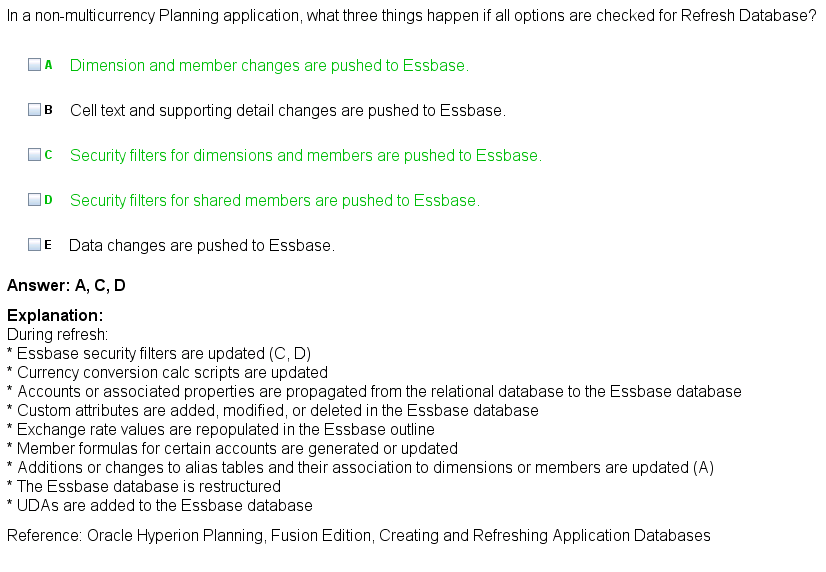 In a non-multicurrency Planning application, what three things happen if all options are checked for Refresh Database?
A Dimension and member changes are pushed to Essbase.
B Cell text and supporting detail changes are pushed to Essbase.
C Security filters for dimensions and members are pushed to Essbase.
D Security filters for shared members are pushed to Essbase.
E Data changes are pushed to Essbase.
Answer: A, C, D
Explanation:
During refresh:
* Essbase security filters are updated (C, D)
* Currency conversion calc scripts are updated
* Accounts or associated properties are propagated from the relational database to the Essbase database
* Custom attributes are added, modified, or deleted in the Essbase database
* Exchange rate values are repopulated in the Essbase outline
* Member formulas for certain accounts are generated or updated
* Additions or changes to alias tables and their association to dimensions or members are updated (A)
* The Essbase database is restructured
* UDAs are added to the Essbase database
Reference: Oracle Hyperion Planning, Fusion Edition, Creating and Refreshing Application Databases